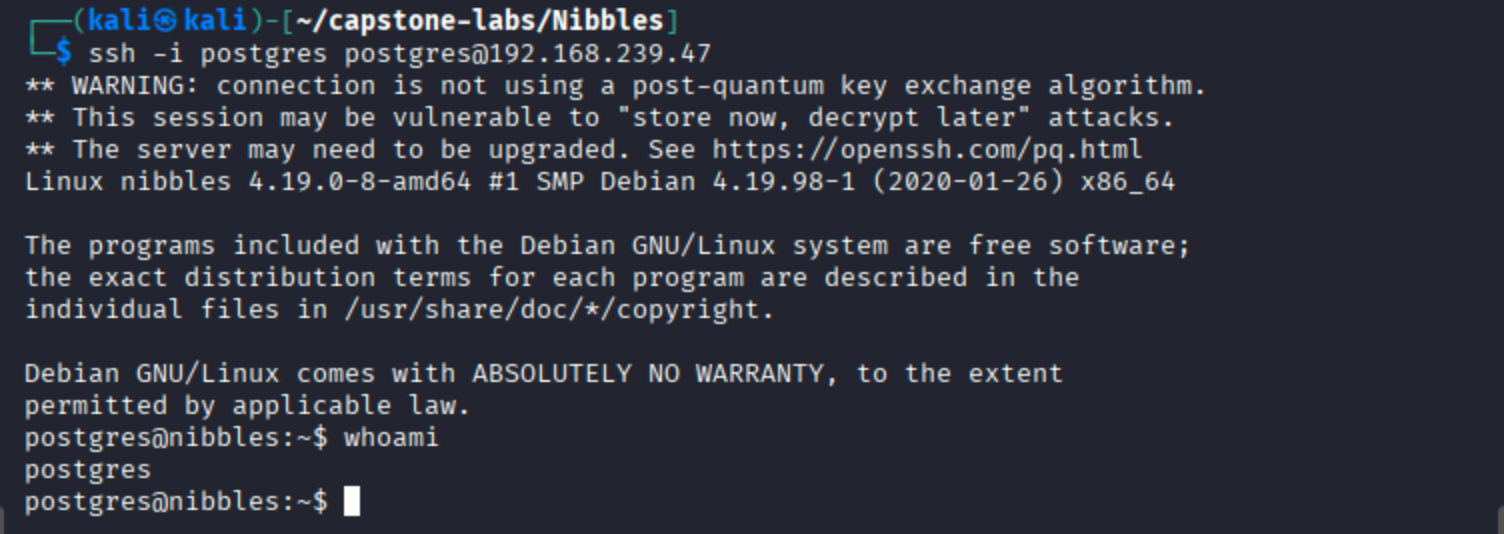 ┌──(kali㉿kali)-[~/capstone-labs/Nibbles]
└─$ ssh -i postgres postgres@192.168.239.47
** WARNING: connection is not using a post-quantum key exchange algorithm.
** This session may be vulnerable to "store now, decrypt later" attacks.
** The server may need to be upgraded. See https://openssh.com/pq.html
Linux nibbles 4.19.0-8-amd64 #1 SMP Debian 4.19.98-1 (2020-01-26) x86_64
The programs included with the Debian GNU/Linux system are free software;
the exact distribution terms for each program are described in the
individual files in /usr/share/doc/*/copyright.
Debian GNU/Linux comes with ABSOLUTELY NO WARRANTY, to the extent
permitted by applicable law.
postgres@nibbles:~$ whoami
postgres
postgres@nibbles:~$